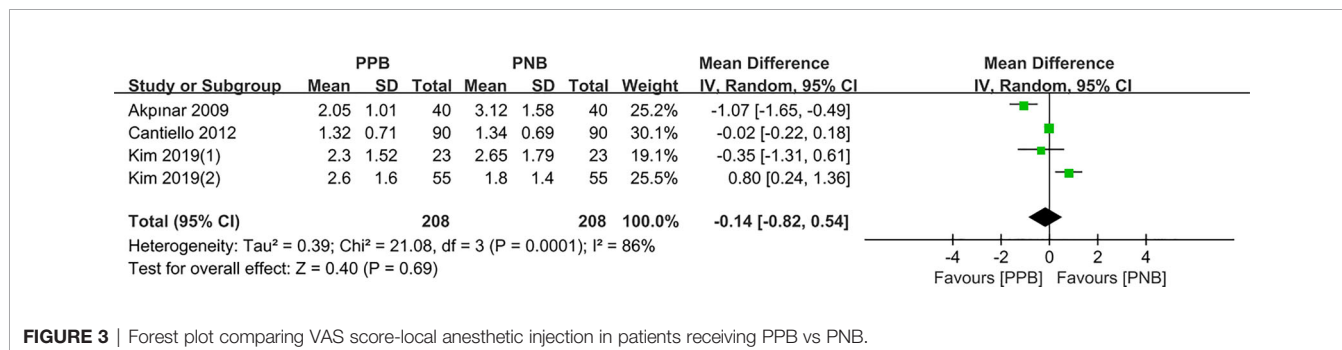 PPB PNB Mean Difference Mean Difference
Study or Subgroup Mean SD Total Mean SD Total Weight IV, Random, 95% CI IV, Random, 95% CI
Akpınar 2009 2.05 1.01 40 3.12 1.58 40 25.2% -1.07 [-1.65, -0.49]
Cantiello 2012 1.32 0.71 90 1.34 0.69 90 30.1% -0.02 [-0.22, 0.18]
Kim 2019(1) 2.3 1.52 23 2.65 1.79 23 19.1% -0.35 [-1.31, 0.61]
Kim 2019(2) 2.6 1.6 55 1.8 1.4 55 25.5% 0.80 [0.24, 1.36]
Total (95% CI) 208 208 100.0% -0.14 [-0.82, 0.54]
Heterogeneity: Tau² = 0.39; Chi² = 21.08, df = 3 (P = 0.0001); I² = 86%
Test for overall effect: Z = 0.40 (P = 0.69)
-4 -2 0 2 4
Favours [PPB] Favours [PNB]
FIGURE 3 | Forest plot comparing VAS score-local anesthetic injection in patients receiving PPB vs PNB.